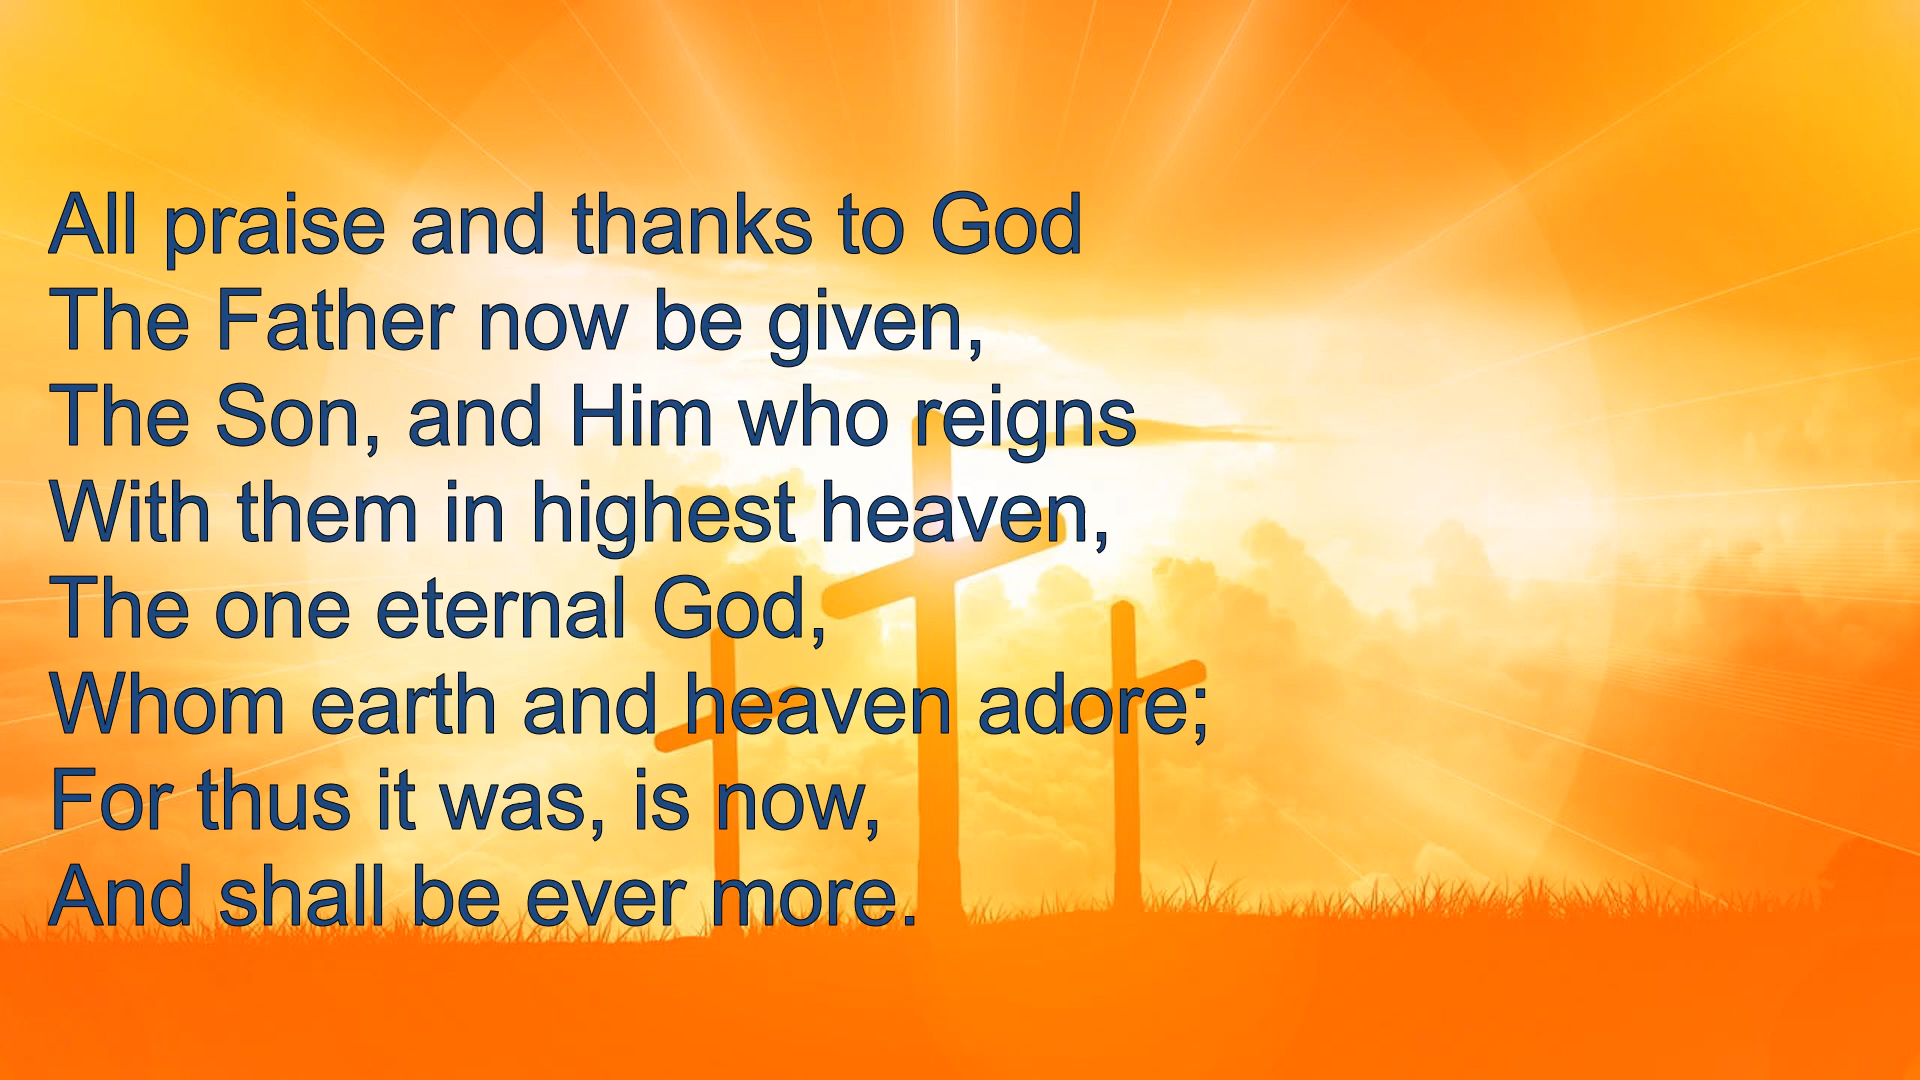 All praise and thanks to God
The Father now be given,
The Son, and Him who reigns
With them in highest heaven,
The one eternal God,
Whom earth and heaven adore;
For thus it was, is now,
And shall be ever more.